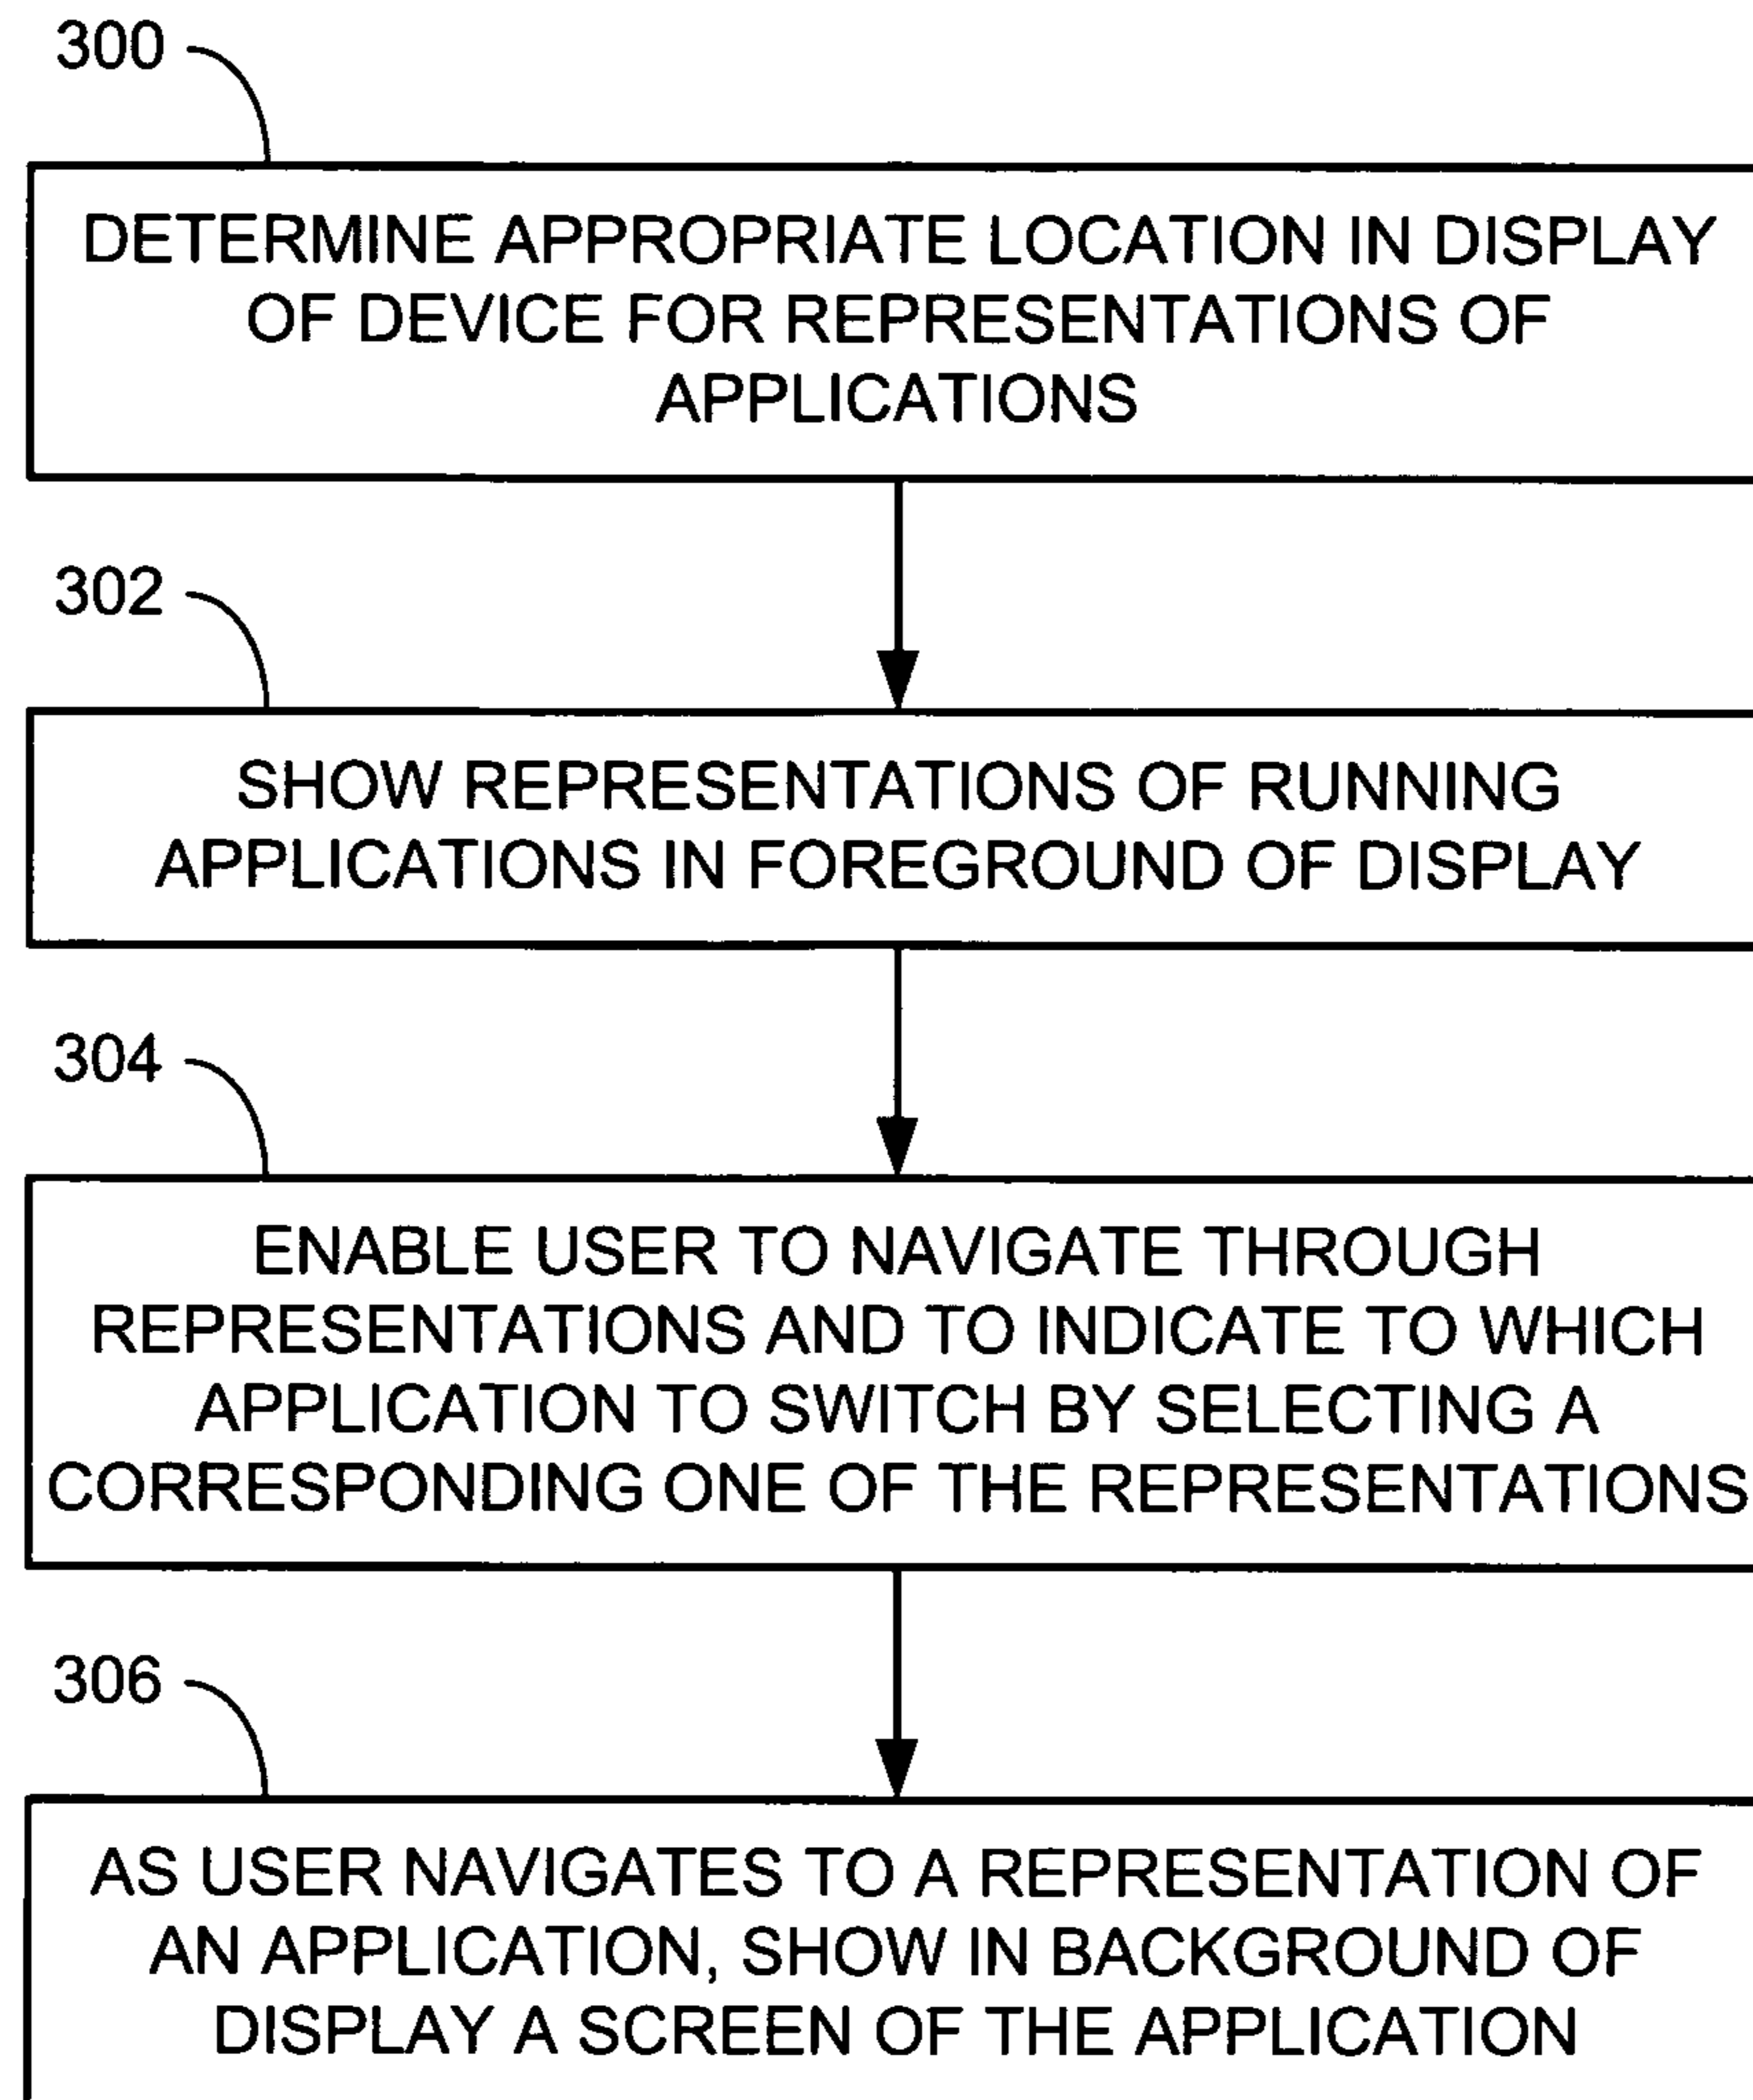 300
DETERMINE APPROPRIATE LOCATION IN DISPLAY
OF DEVICE FOR REPRESENTATIONS OF
APPLICATIONS
302
SHOW REPRESENTATIONS OF RUNNING
APPLICATIONS IN FOREGROUND OF DISPLAY
304
ENABLE USER TO NAVIGATE THROUGH
REPRESENTATIONS AND TO INDICATE TO WHICH
APPLICATION TO SWITCH BY SELECTING A
CORRESPONDING ONE OF THE REPRESENTATIONS
306
AS USER NAVIGATES TO A REPRESENTATION OF
AN APPLICATION, SHOW IN BACKGROUND OF
DISPLAY A SCREEN OF THE APPLICATION